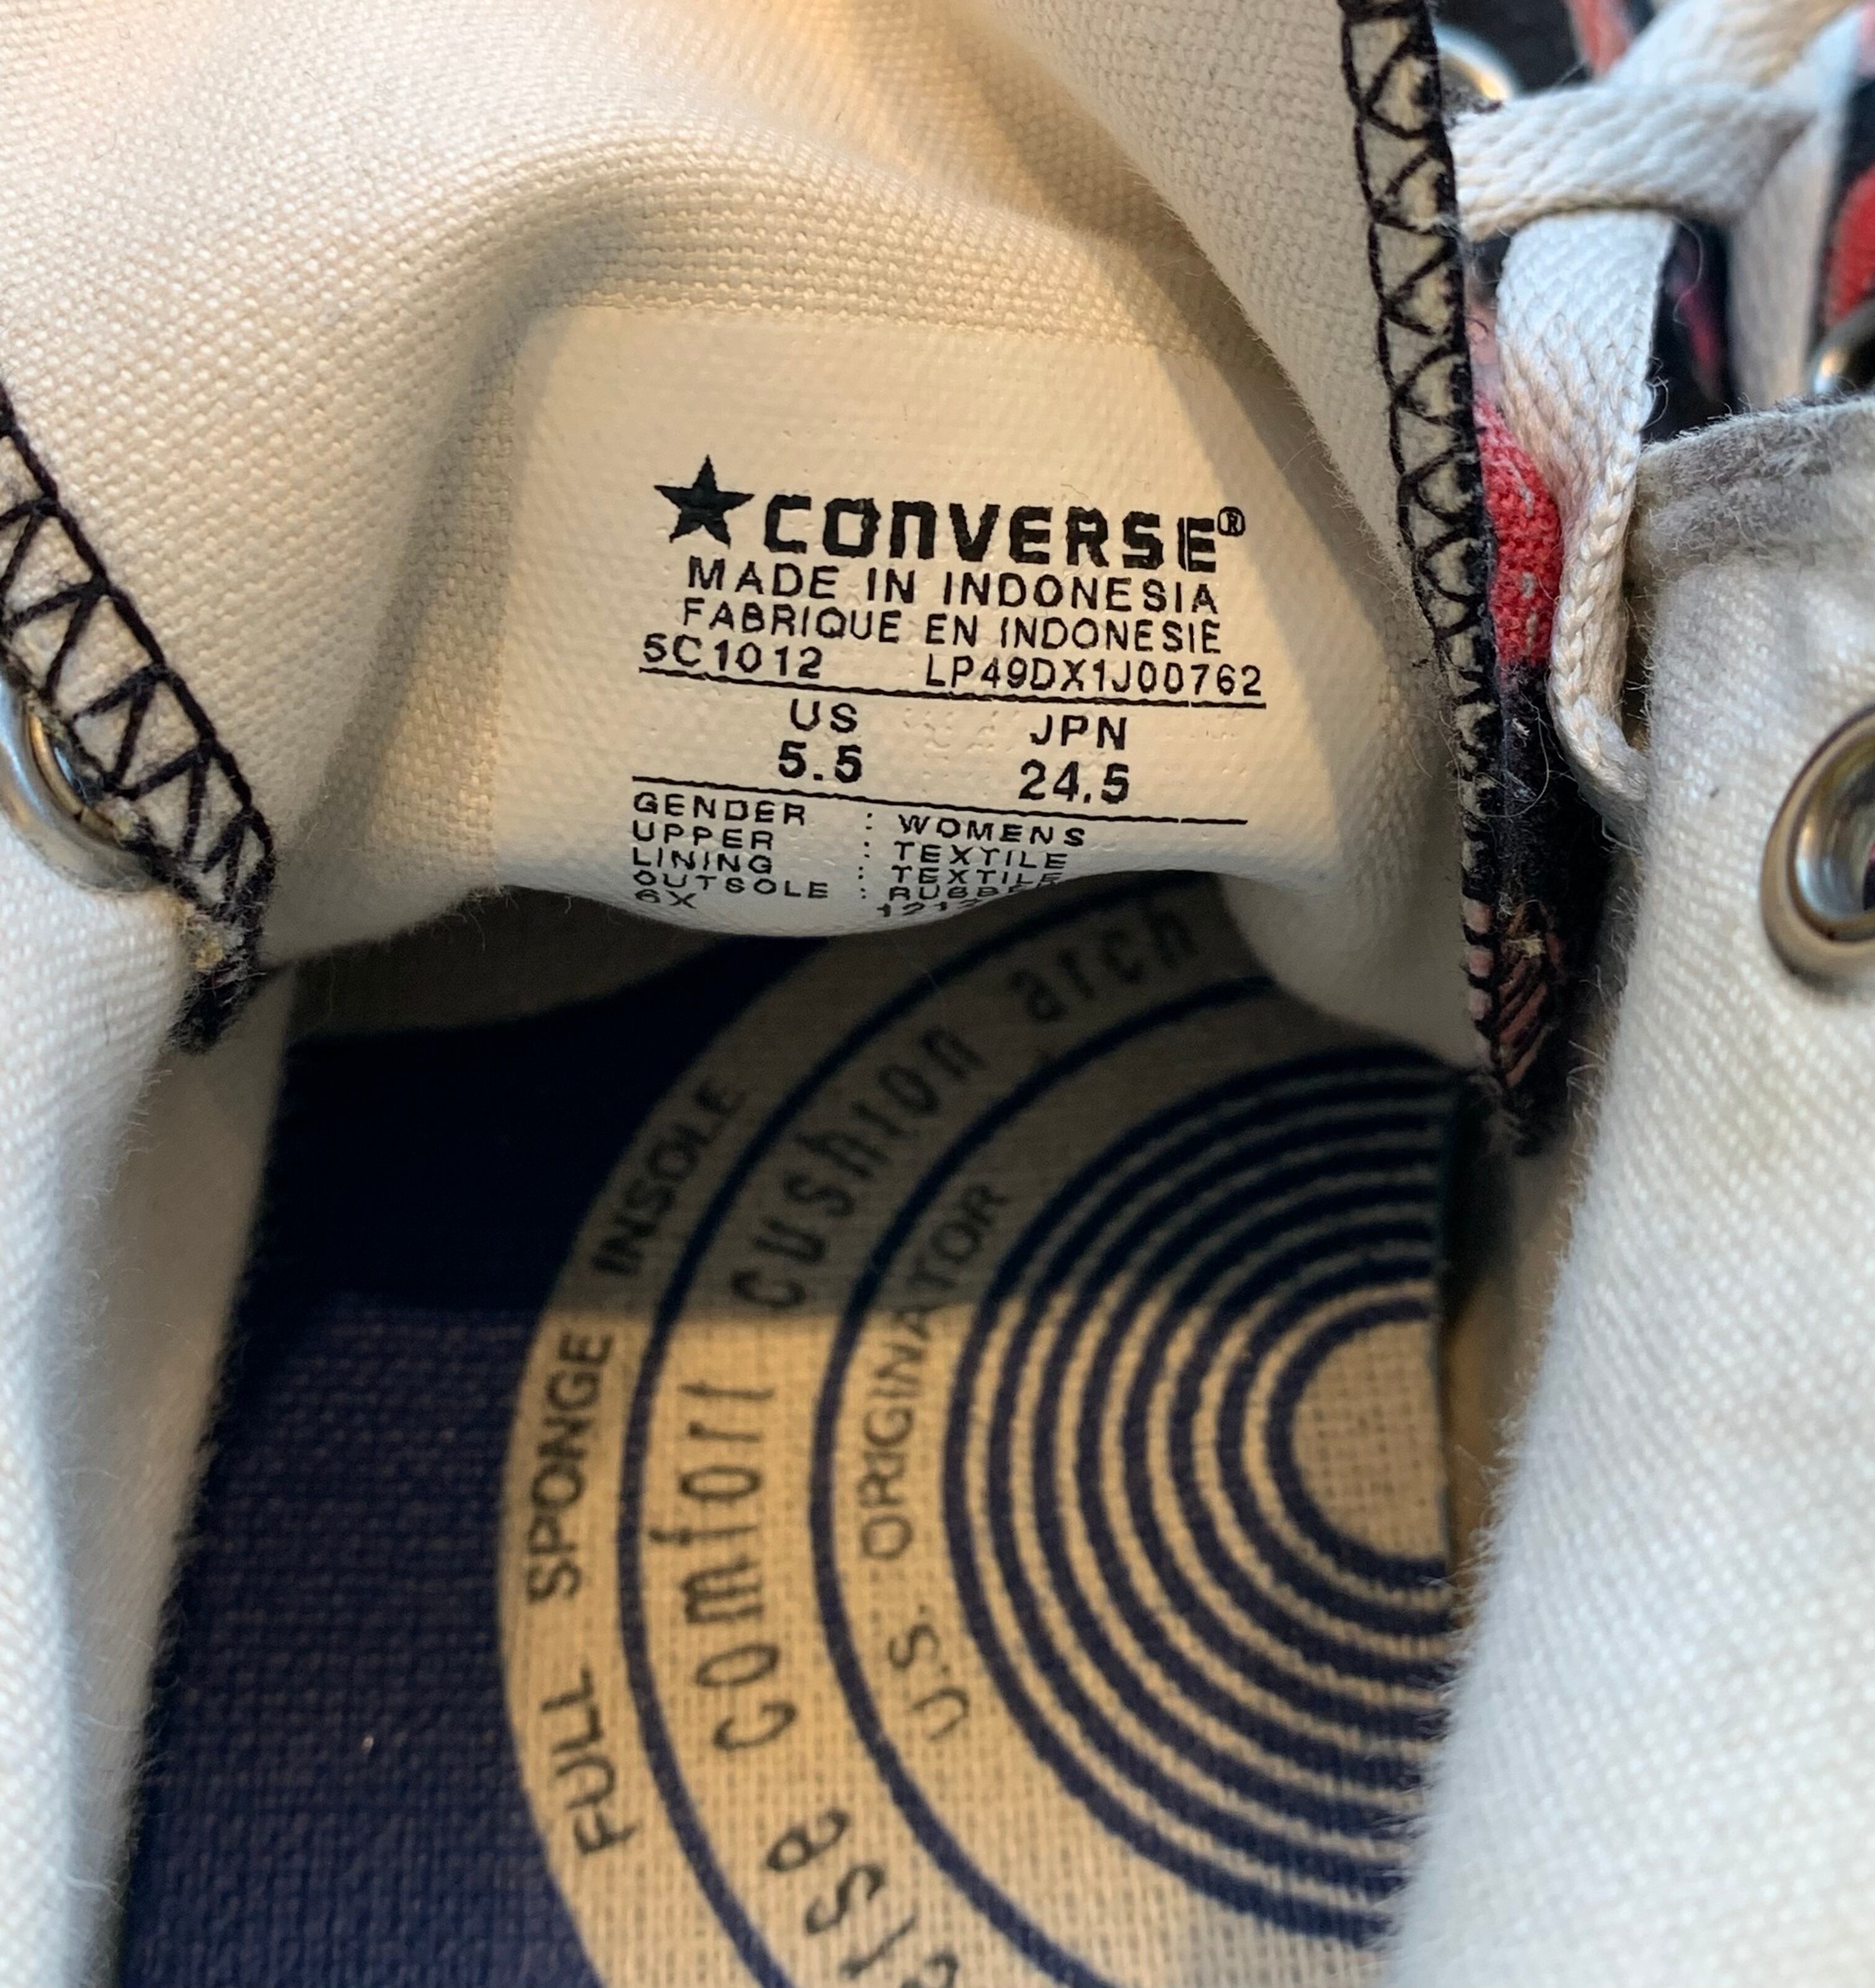 ★CONVERSE®
MADE IN INDONESIA
FABRIQUE EN INDONESIE
5C1012 LP49DX1J00762
US JPN
5.5 24.5
GENDER : WOMENS
UPPER : TEXTILE
LINING : TEXTILE
OUTSOLE :
6X
FULL SPONGE INSOLE
comfort cushion arch
U.S. ORIGINATOR